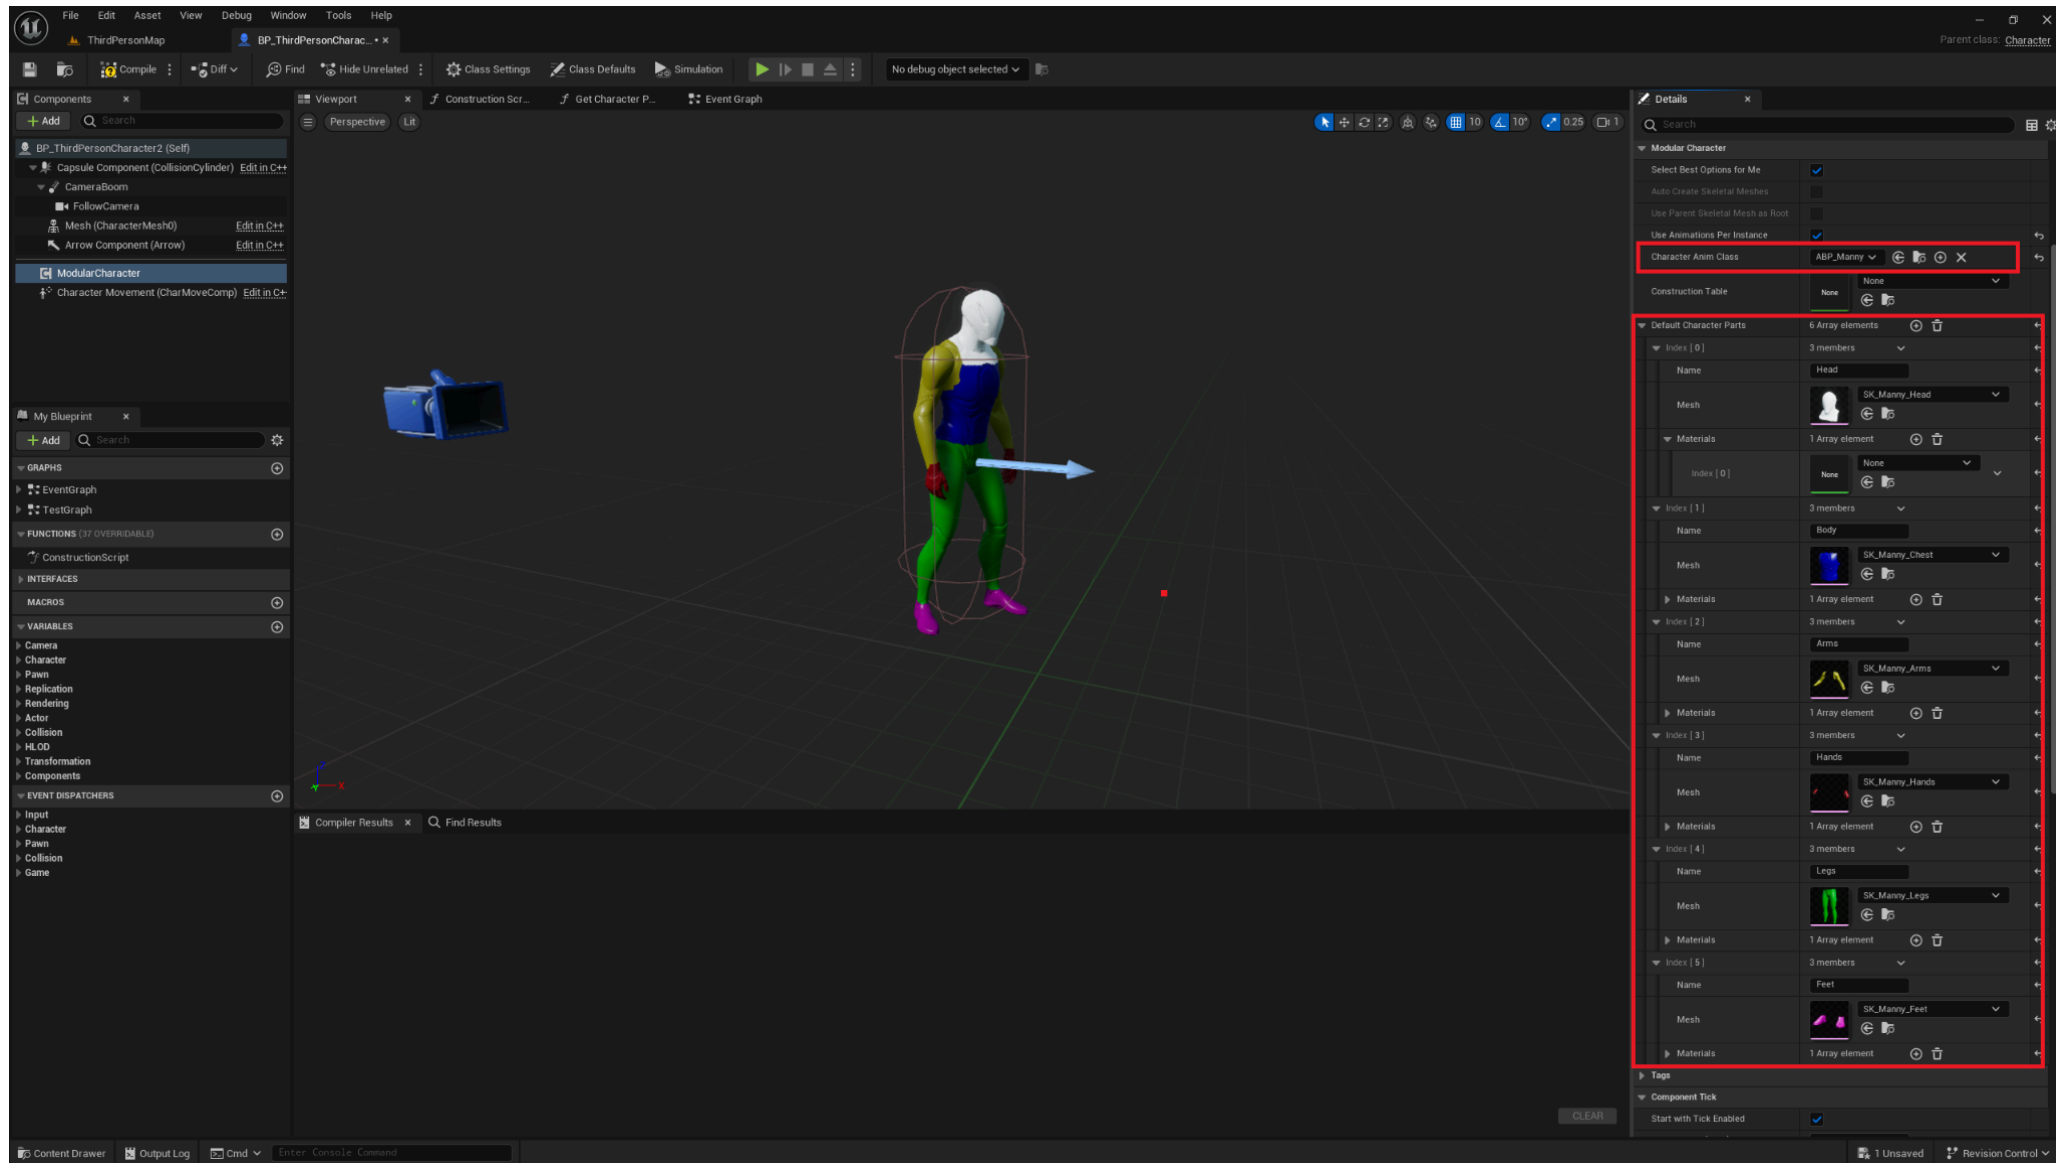 File Edit Asset View Debug Window Tools Help
ThirdPersonMap
BP_ThirdPersonCharac...•
Parent class: Character
Compile
Diff
Find
Hide Unrelated
Class Settings
Class Defaults
Simulation
No debug object selected
Components
Add
Search
BP_ThirdPersonCharacter2 (Self)
Capsule Component (CollisionCylinder) Edit in C++
CameraBoom
FollowCamera
Mesh (CharacterMesh0) Edit in C++
Arrow Component (Arrow) Edit in C++
ModularCharacter
Character Movement (CharMoveComp) Edit in C+
My Blueprint
Add
Search
GRAPHS
EventGraph
TestGraph
FUNCTIONS (37 OVERRIDABLE)
ConstructionScript
INTERFACES
MACROS
VARIABLES
Camera
Character
Pawn
Replication
Rendering
Actor
Collision
HLOD
Transformation
Components
EVENT DISPATCHERS
Input
Character
Pawn
Collision
Game
Viewport
Construction Scr...
Get Character P...
Event Graph
Perspective
Lit
10
10°
0.25
1
X
Compiler Results
Find Results
CLEAR
Details
Search
Modular Character
Select Best Options for Me
Auto Create Skeletal Meshes
Use Parent Skeletal Mesh as Root
Use Animations Per Instance
Character Anim Class ABP_Manny
Construction Table None None
Default Character Parts 6 Array elements
Index [ 0 ] 3 members
Name Head
Mesh SK_Manny_Head
Materials 1 Array element
Index [ 0 ] None None
Index [ 1 ] 3 members
Name Body
Mesh SK_Manny_Chest
Materials 1 Array element
Index [ 2 ] 3 members
Name Arms
Mesh SK_Manny_Arms
Materials 1 Array element
Index [ 3 ] 3 members
Name Hands
Mesh SK_Manny_Hands
Materials 1 Array element
Index [ 4 ] 3 members
Name Legs
Mesh SK_Manny_Legs
Materials 1 Array element
Index [ 5 ] 3 members
Name Feet
Mesh SK_Manny_Feet
Materials 1 Array element
Tags
Component Tick
Start with Tick Enabled
Content Drawer
Output Log
Cmd
Enter Console Command
1 Unsaved
Revision Control